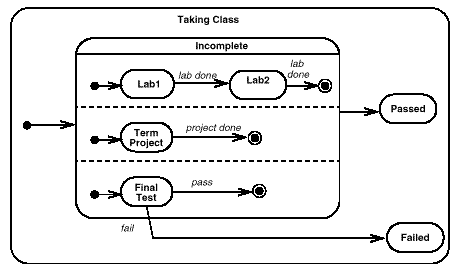 Taking Class
Incomplete
Lab1
lab done
Lab2
lab
done
Passed
Term
Project
project done
Final
Test
pass
fail
Failed